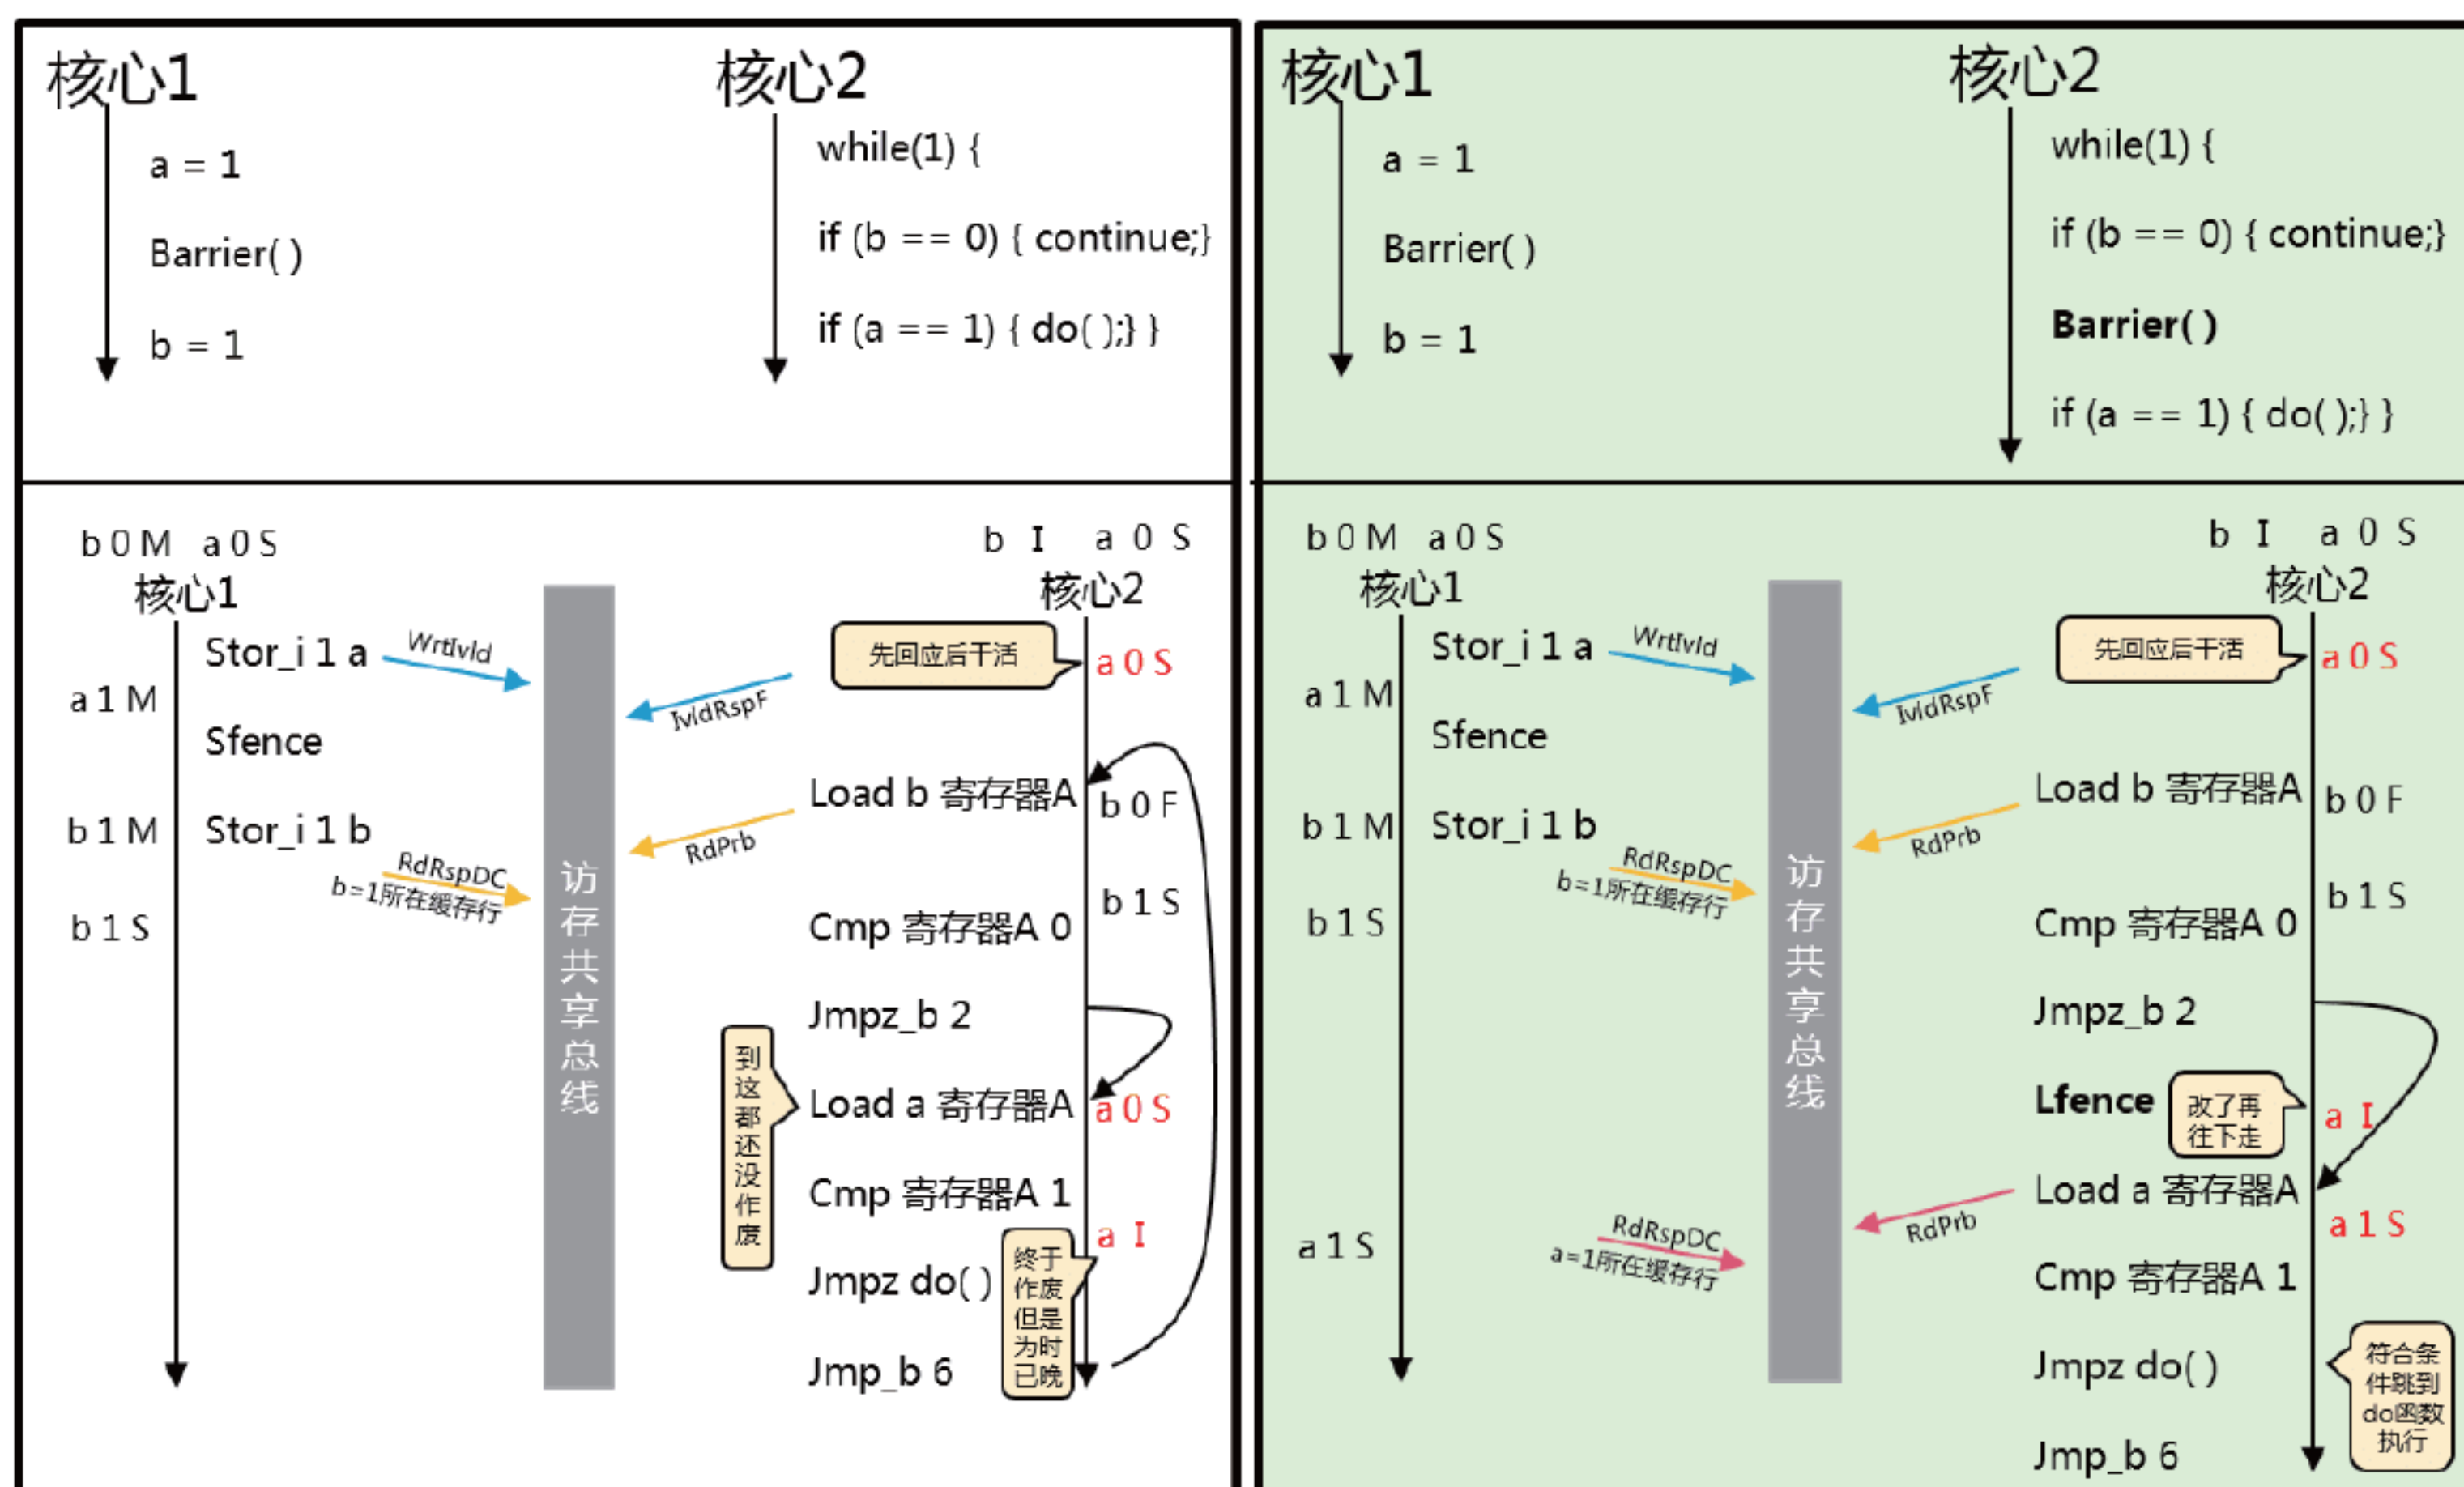 核心1
a = 1
Barrier( )
b = 1
核心2
while(1) {
if (b == 0) { continue;}
if (a == 1) { do( );} }
b 0 M a 0 S
核心1
b I a 0 S
核心2
Stor_i 1 a
WrtIvld
先回应后干活
a 0 S
a 1 M
IvldRspF
Sfence
Load b 寄存器A
b 0 F
b 1 M
Stor_i 1 b
RdPrb
RdRspDC
b=1所在缓存行
访存共享总线
b 1 S
b 1 S
Cmp 寄存器A 0
Jmpz_b 2
到这都还没作废
Load a 寄存器A
a 0 S
Cmp 寄存器A 1
a I
终于
作废
但是
为时
已晚
Jmpz do( )
Jmp_b 6
核心1
a = 1
Barrier( )
b = 1
核心2
while(1) {
if (b == 0) { continue;}
Barrier( )
if (a == 1) { do( );} }
b 0 M a 0 S
核心1
b I a 0 S
核心2
Stor_i 1 a
WrtIvld
先回应后干活
a 0 S
a 1 M
IvldRspF
Sfence
Load b 寄存器A
b 0 F
b 1 M
Stor_i 1 b
RdPrb
RdRspDC
b=1所在缓存行
访存共享总线
b 1 S
b 1 S
Cmp 寄存器A 0
Jmpz_b 2
Lfence
改了再
往下走
a I
Load a 寄存器A
RdPrb
a 1 S
a 1 S
RdRspDC
a=1所在缓存行
Cmp 寄存器A 1
Jmpz do( )
符合条
件跳到
do函数
执行
Jmp_b 6